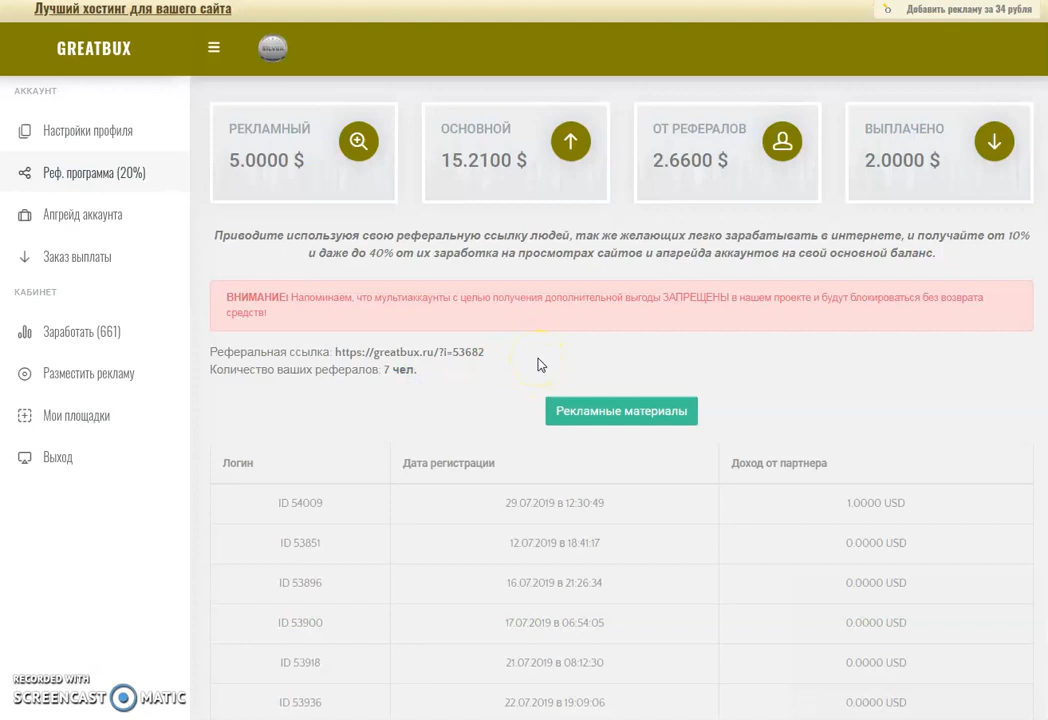 Лучший хостинг для вашего сайта
Добавить рекламу за 34 рубля
GREATBUX
SILVER
АККАУНТ
Настройки профиля
Реф. программа (20%)
Апгрейд аккаунта
Заказ выплаты
КАБИНЕТ
Заработать (661)
Разместить рекламу
Мои площадки
Выход
РЕКЛАМНЫЙ
5.0000 $
ОСНОВНОЙ
15.2100 $
ОТ РЕФЕРАЛОВ
2.6600 $
ВЫПЛАЧЕНО
2.0000 $
Приводите используюя свою реферальную ссылку людей, так же желающих легко зарабатывать в интернете, и получайте от 10%
и даже до 40% от их заработка на просмотрах сайтов и апгрейда аккаунтов на свой основной баланс.
ВНИМАНИЕ! Напоминаем, что мультиаккаунты с целью получения дополнительной выгоды ЗАПРЕЩЕНЫ в нашем проекте и будут блокироваться без возврата
средств!
Реферальная ссылка: https://greatbux.ru/?i=53682
Количество ваших рефералов: 7 чел.
Рекламные материалы
Логин Дата регистрации Доход от партнера
ID 54009 29.07.2019 в 12:30:49 1.0000 USD
ID 53851 12.07.2019 в 18:41:17 0.0000 USD
ID 53896 16.07.2019 в 21:26:34 0.0000 USD
ID 53900 17.07.2019 в 06:54:05 0.0000 USD
ID 53918 21.07.2019 в 08:12:30 0.0000 USD
ID 53936 22.07.2019 в 19:09:06 0.0000 USD
RECORDED WITH
SCREENCAST MATIC